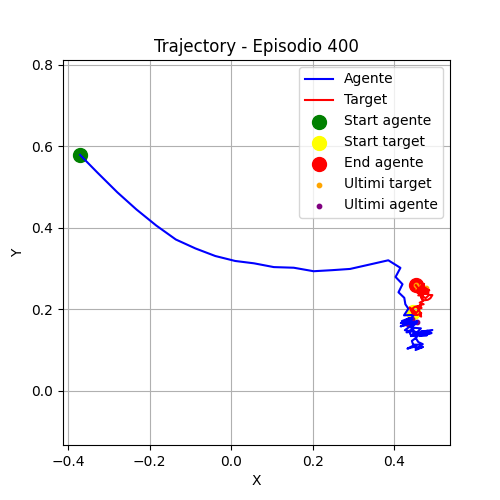 Trajectory - Episodio 400
Agente
Target
Start agente
Start target
End agente
Ultimi target
Ultimi agente
Y
0.8
0.6
0.4
0.2
0.0
−0.4
−0.2
0.0
0.2
0.4
X